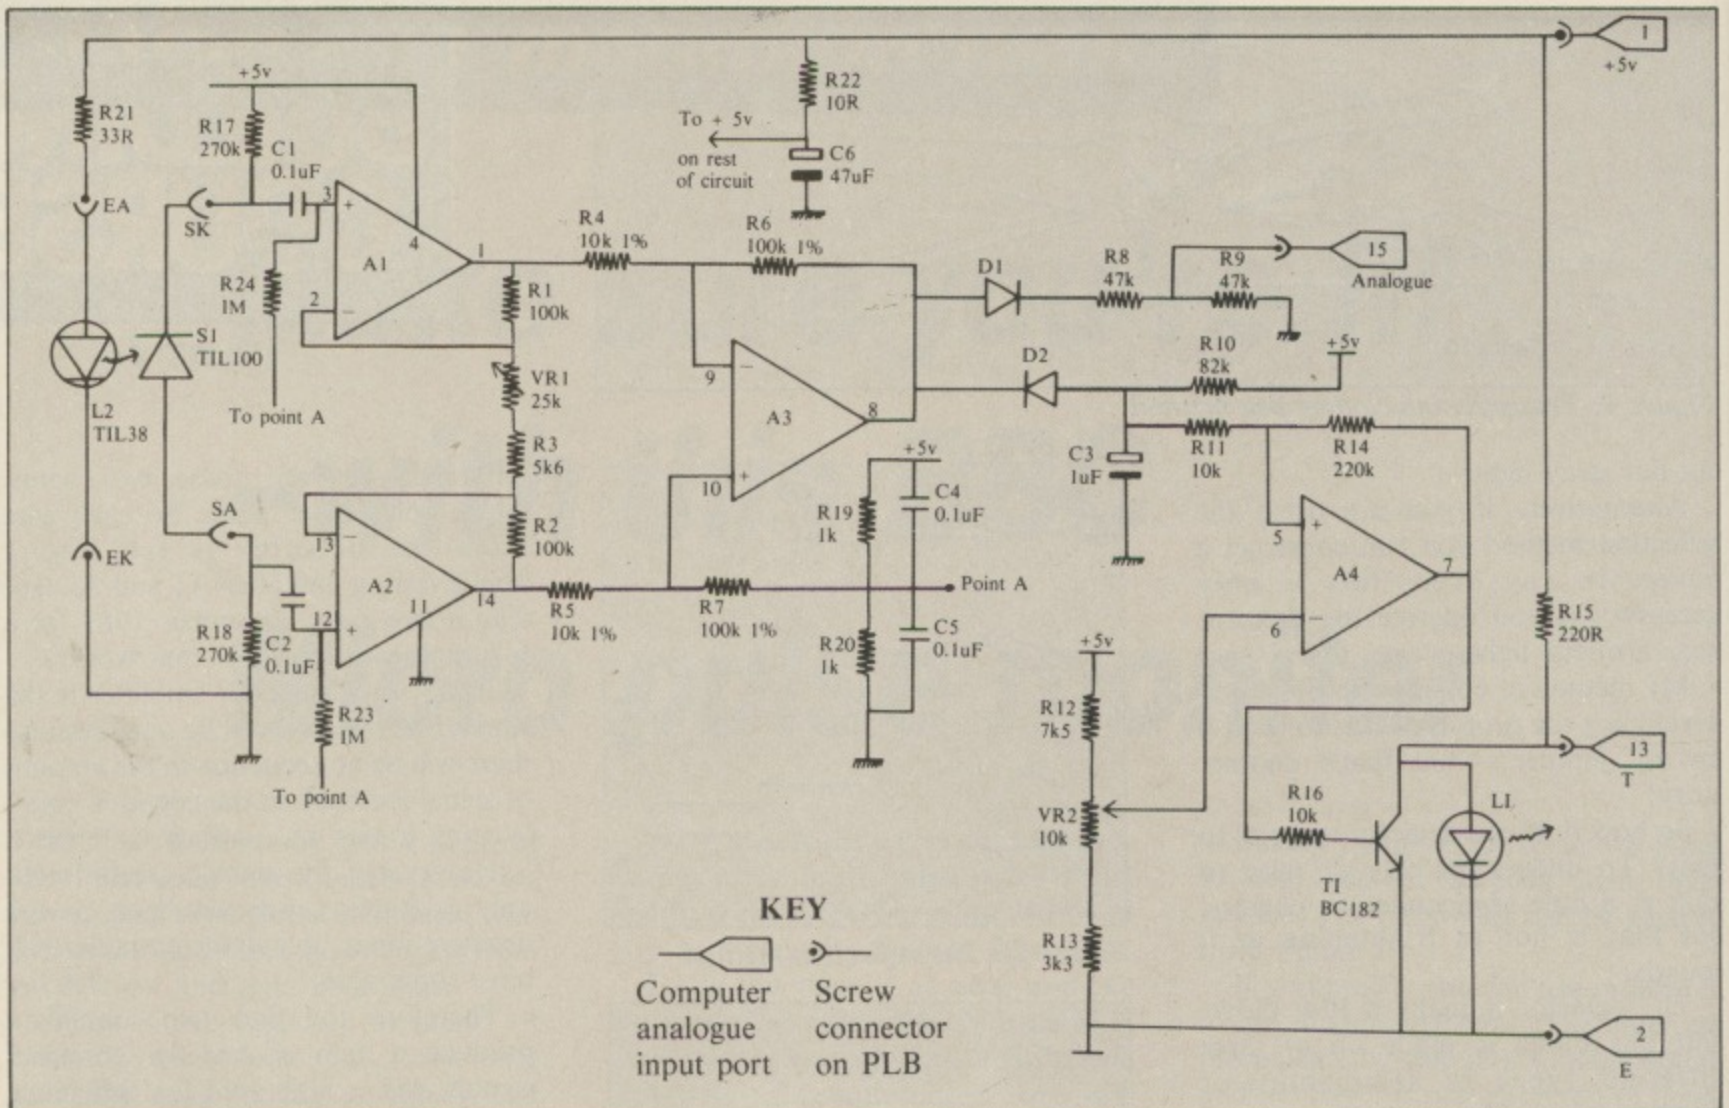 1
+5v
+5v
R22
10R
R21
33R
R17
270k
C1
0.1uF
To + 5v
on rest
of circuit
C6
47uF
EA
SK
3
+
4
1
A1
R4
10k 1%
R6
100k 1%
R24
1M
2
−
R1
100k
D1
R8
47k
R9
47k
15
Analogue
S1
TIL100
L2
TIL38
To point A
VR1
25k
R3
5k6
9
−
A3
8
D2
R10
82k
+5v
R11
10k
R14
220k
C3
1uF
10
+
+5v
R19
1k
C4
0.1uF
SA
EK
13
−
A2
11
14
R2
100k
R5
10k 1%
R7
100k 1%
Point A
5
+
A4
7
6
−
R15
220R
R18
270k
C2
0.1uF
12
+
R20
1k
C5
0.1uF
R23
1M
To point A
+5v
R12
7k5
VR2
10k
R13
3k3
13
T
R16
10k
LI
TI
BC182
2
E
KEY
Computer
analogue
input port
Screw
connector
on PLB